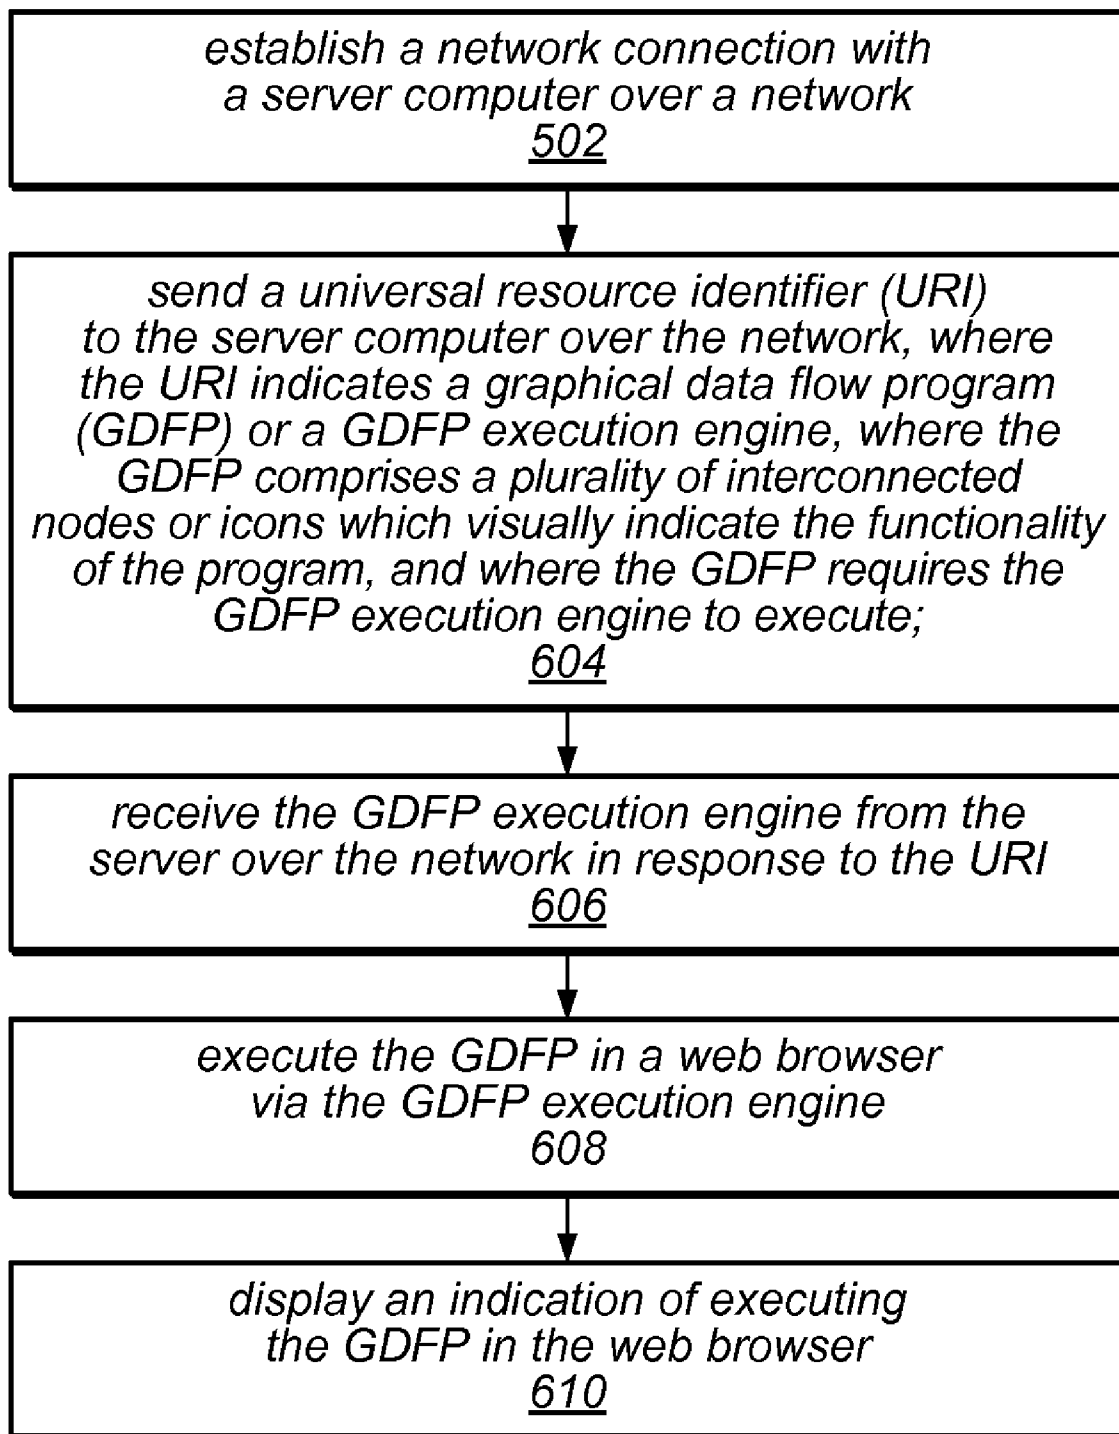 establish a network connection with
a server computer over a network
502
send a universal resource identifier (URI)
to the server computer over the network, where
the URI indicates a graphical data flow program
(GDFP) or a GDFP execution engine, where the
GDFP comprises a plurality of interconnected
nodes or icons which visually indicate the functionality
of the program, and where the GDFP requires the
GDFP execution engine to execute;
604
receive the GDFP execution engine from the
server over the network in response to the URI
606
execute the GDFP in a web browser
via the GDFP execution engine
608
display an indication of executing
the GDFP in the web browser
610